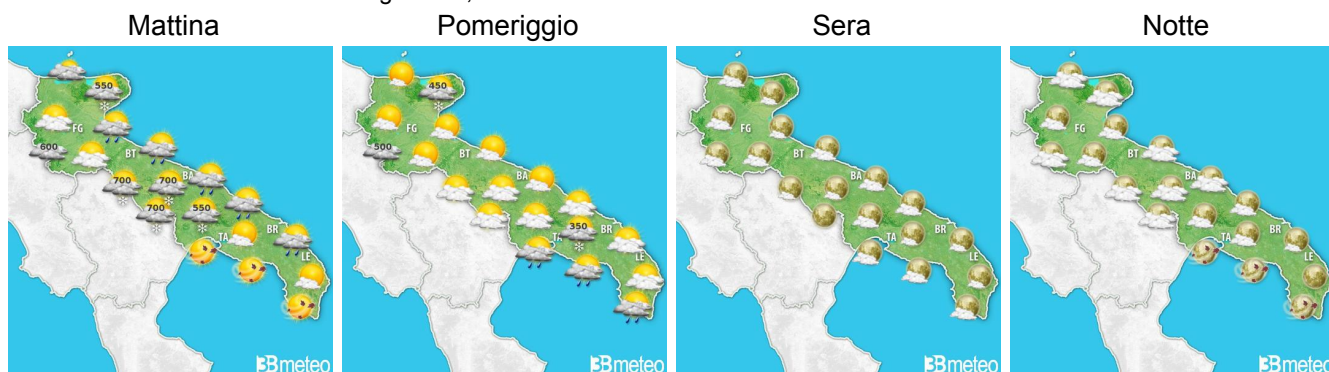 Mattina
Pomeriggio
Sera
Notte
550
FG
600
BT
700
700
BA
700
550
TA
BR
LE
3Bmeteo
450
FG
500
BT
BA
350
BR
LE
3Bmeteo
FG
BT
BA
TA
BR
LE
3Bmeteo
FG
BT
BA
TA
BR
LE
3Bmeteo